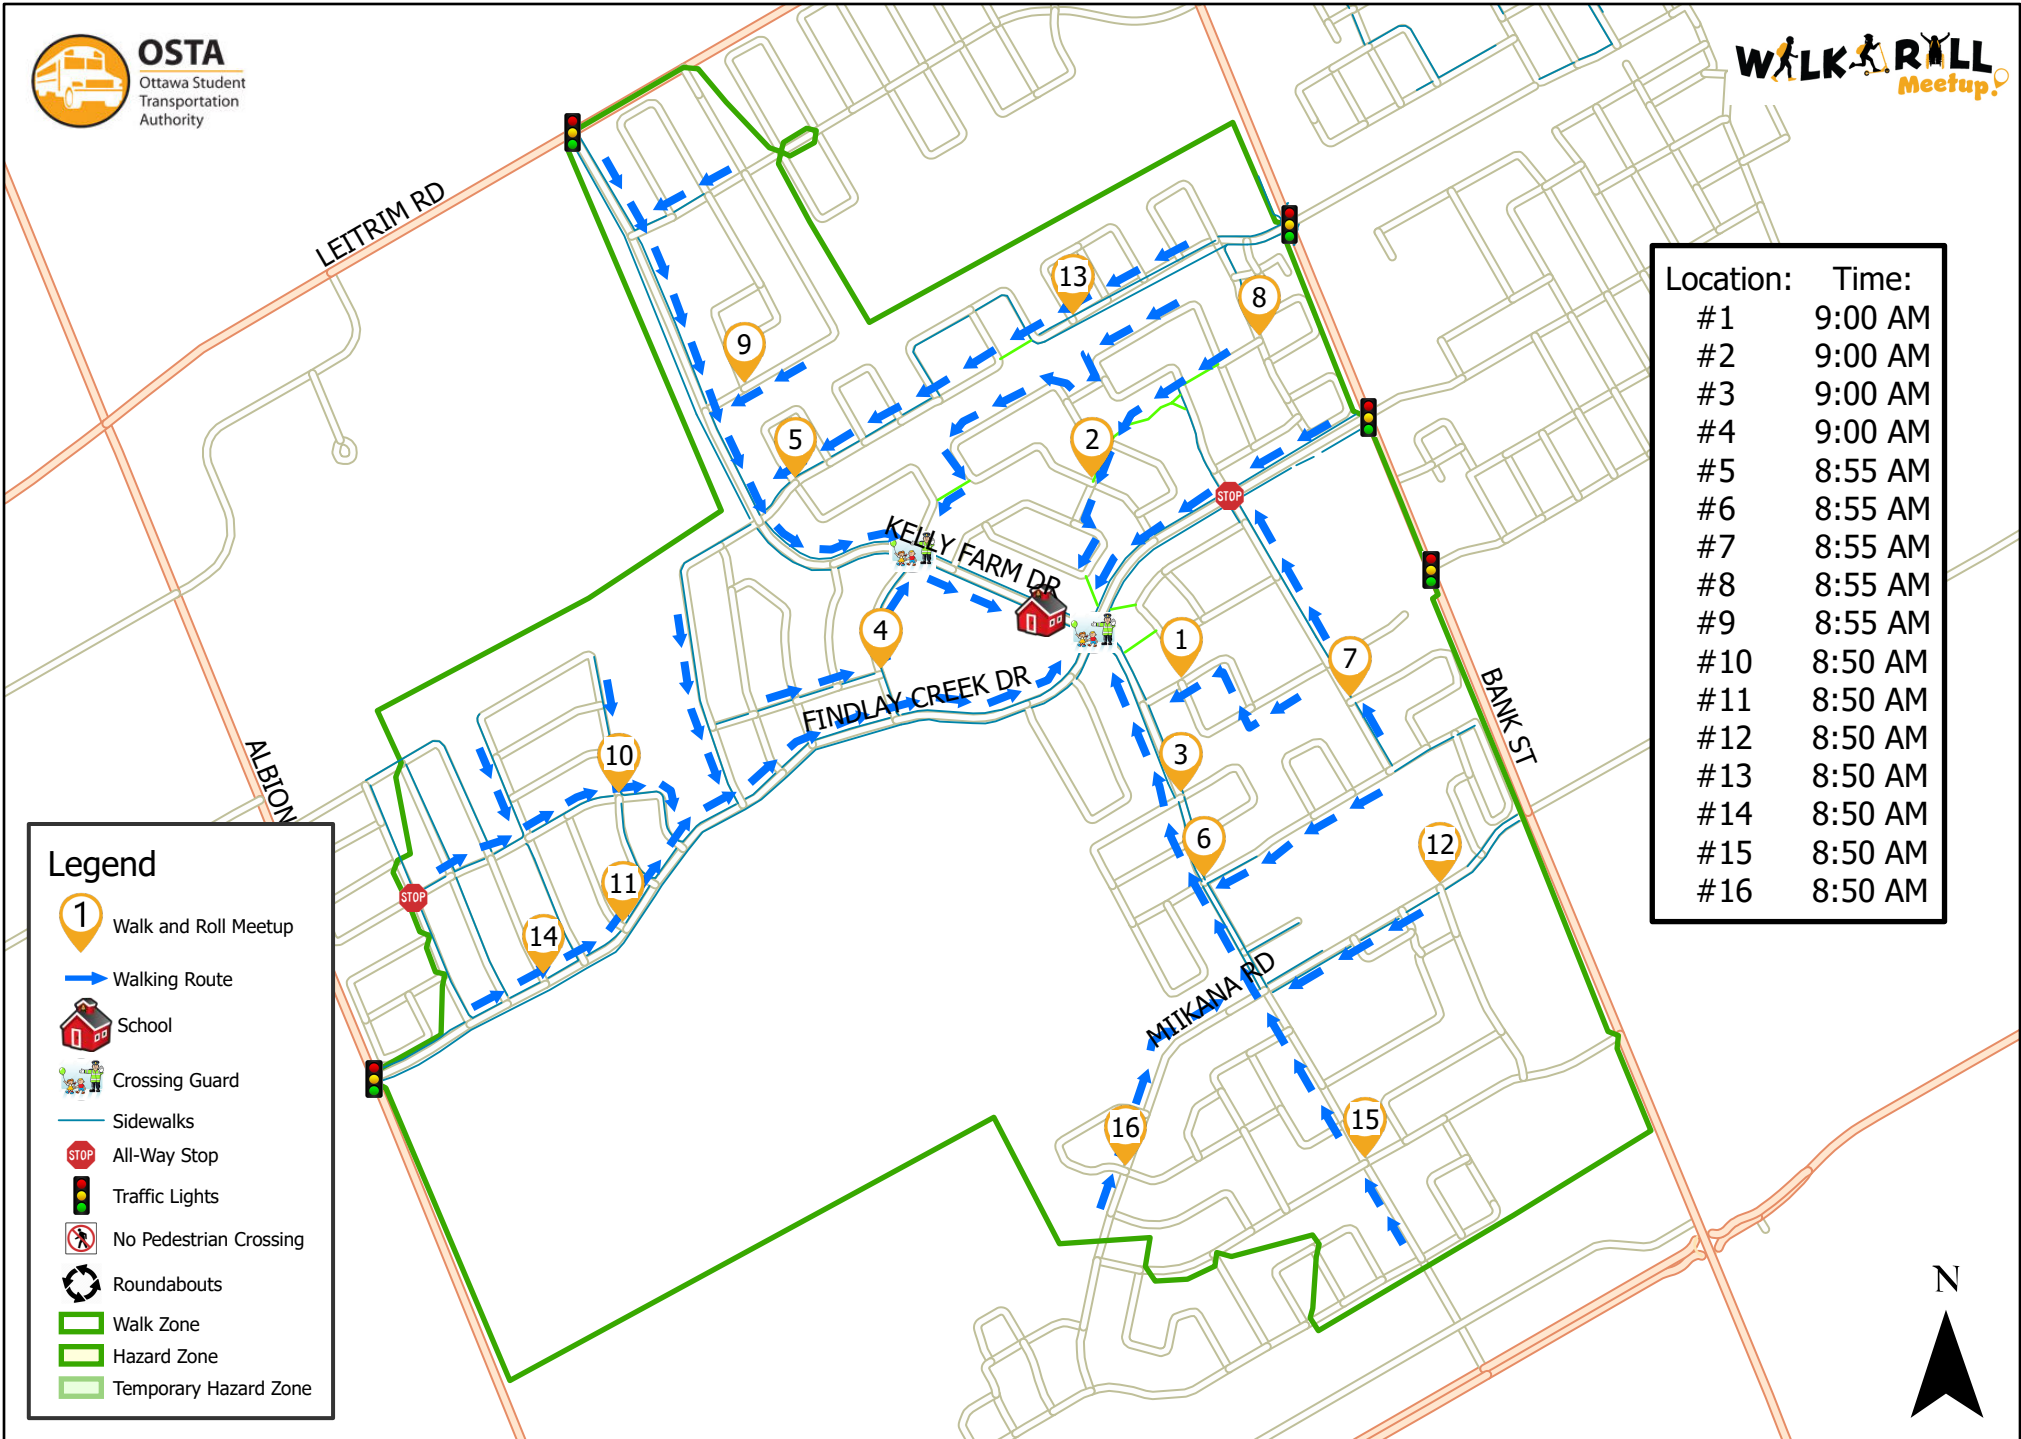 OSTA
Ottawa Student
Transportation
Authority
WALK & ROLL
Meetup!
LEITRIM RD
ALBION
KELLY FARM DR
FINDLAY CREEK DR
BANK ST
MIIKANA RD
13
8
9
5
2
4
1
7
10
3
6
12
11
14
15
16
STOP
STOP
Location: Time:
#1 9:00 AM
#2 9:00 AM
#3 9:00 AM
#4 9:00 AM
#5 8:55 AM
#6 8:55 AM
#7 8:55 AM
#8 8:55 AM
#9 8:55 AM
#10 8:50 AM
#11 8:50 AM
#12 8:50 AM
#13 8:50 AM
#14 8:50 AM
#15 8:50 AM
#16 8:50 AM
Legend
1 Walk and Roll Meetup
Walking Route
School
Crossing Guard
Sidewalks
STOP All-Way Stop
Traffic Lights
No Pedestrian Crossing
Roundabouts
Walk Zone
Hazard Zone
Temporary Hazard Zone
N